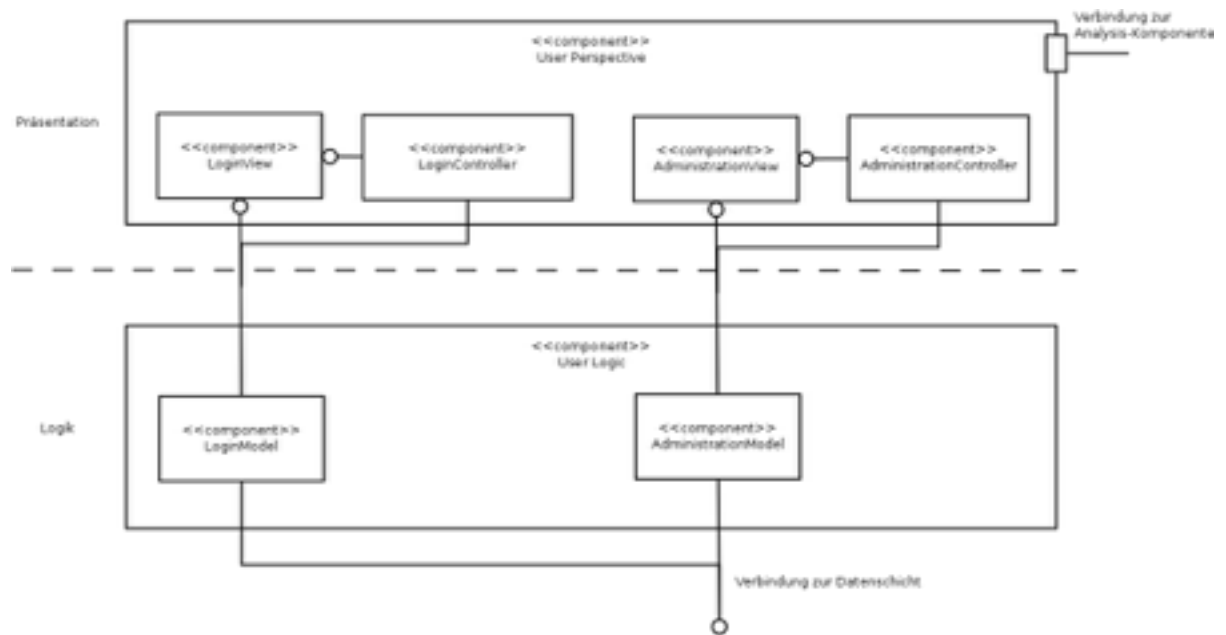 Verbindung zur
Analysis-Komponente
<<component>>
User Perspective
Präsentation
<<component>>
LoginView
<<component>>
LoginController
<<component>>
AdministrationView
<<component>>
AdministrationController
<<component>>
User Logic
Logik
<<component>>
LoginModel
<<component>>
AdministrationModel
Verbindung zur Datenschicht